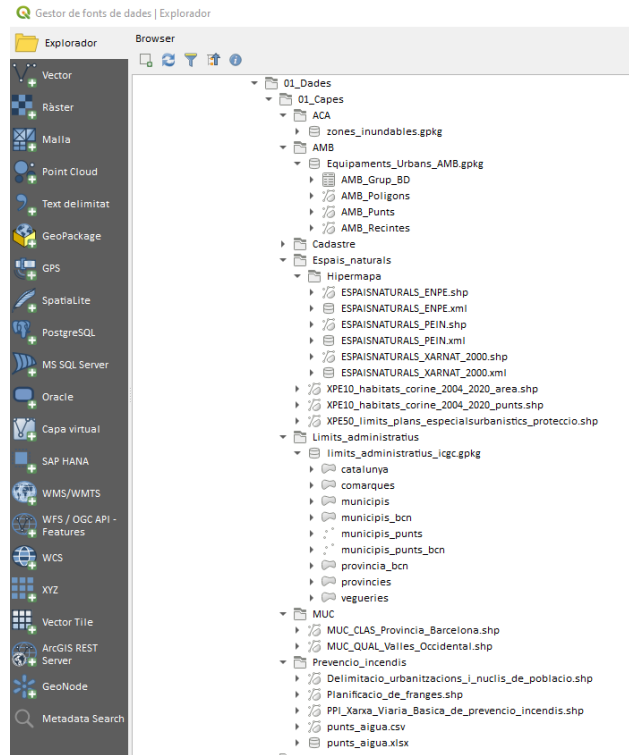 Gestor de fonts de dades | Explorador
Explorador
Vector
Ràster
Malla
Point Cloud
Text delimitat
GeoPackage
GPS
SpatiaLite
PostgreSQL
MS SQL Server
Oracle
Capa virtual
SAP HANA
WMS/WMTS
WFS / OGC API -
Features
WCS
XYZ
Vector Tile
ArcGIS REST
Server
GeoNode
Metadata Search
Browser
01_Dades
01_Capes
ACA
zones_inundables.gpkg
AMB
Equipaments_Urbans_AMB.gpkg
AMB_Grup_BD
AMB_Poligons
AMB_Punts
AMB_Recintes
Cadastre
Espais_naturals
Hipermapa
ESPAISNATURALS_ENPE.shp
ESPAISNATURALS_ENPE.xml
ESPAISNATURALS_PEIN.shp
ESPAISNATURALS_PEIN.xml
ESPAISNATURALS_XARNAT_2000.shp
ESPAISNATURALS_XARNAT_2000.xml
XPE10_habitats_corine_2004_2020_area.shp
XPE10_habitats_corine_2004_2020_punts.shp
XPE50_limits_plans_especialsurbanistics_proteccio.shp
Limits_administratius
limits_administratius_icgc.gpkg
catalunya
comarques
municipis
municipis_bcn
municipis_punts
municipis_punts_bcn
provincia_bcn
provincies
vegueries
MUC
MUC_CLAS_Provincia_Barcelona.shp
MUC_QUAL_Valles_Occidental.shp
Prevencio_incendis
Delimitacio_urbanitzacions_i_nuclis_de_poblacio.shp
Planificacio_de_franges.shp
PPI_Xarxa_Viaria_Basica_de_prevencio_incendis.shp
punts_aigua.csv
punts_aigua.xlsx